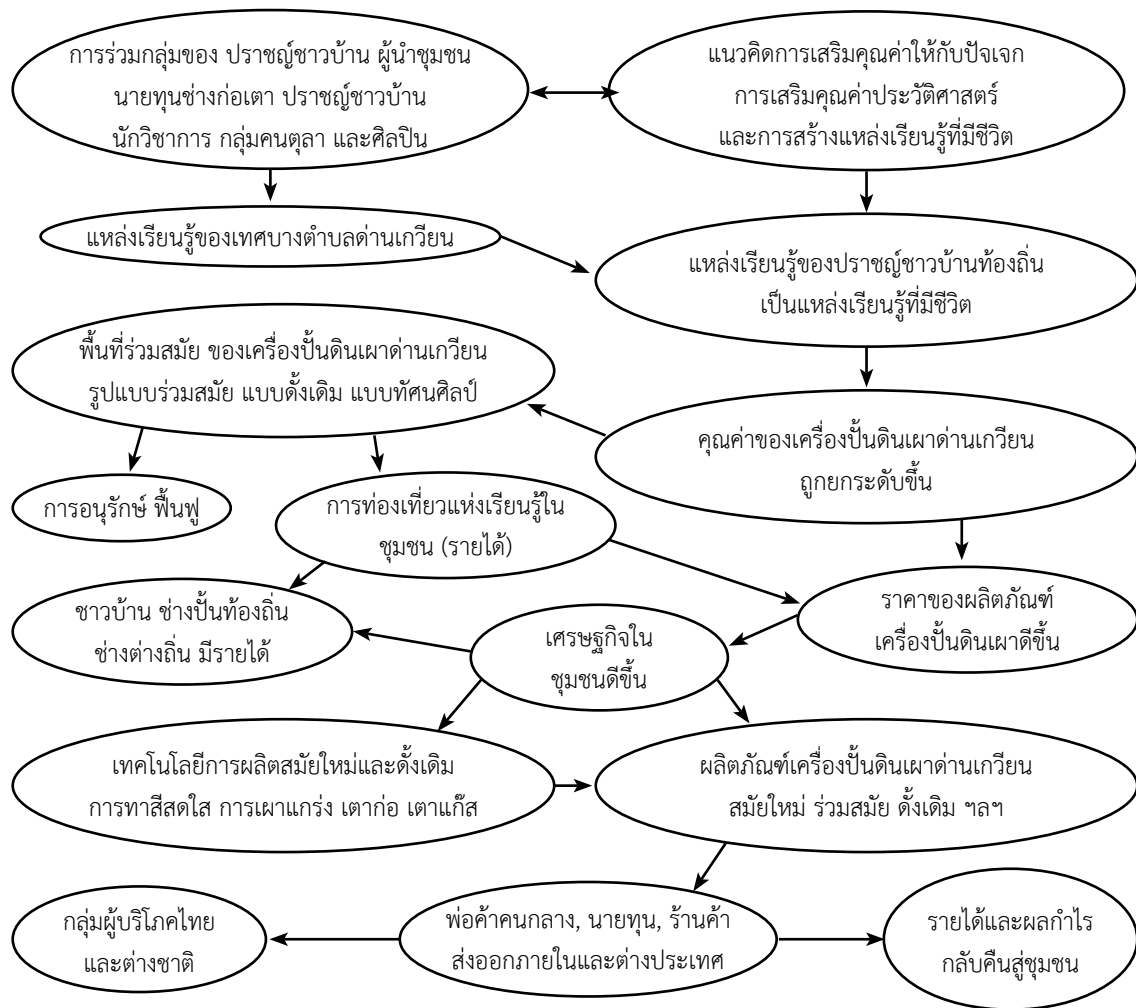 การร่วมกลุ่มของ ปราชญ์ชาวบ้าน ผู้นำชุมชน
นายทุนช่างก่อเตา ปราชญ์ชาวบ้าน
นักวิชาการ กลุ่มคนตุลา และศิลปิน
แนวคิดการเสริมคุณค่าให้กับปัจเจก
การเสริมคุณค่าประวัติศาสตร์
และการสร้างแหล่งเรียนรู้ที่มีชีวิต
แหล่งเรียนรู้ของเทศบางตำบลด่านเกวียน
แหล่งเรียนรู้ของปราชญ์ชาวบ้านท้องถิ่น
เป็นแหล่งเรียนรู้ที่มีชีวิต
พื้นที่ร่วมสมัย ของเครื่องปั้นดินเผาด่านเกวียน
รูปแบบร่วมสมัย แบบดั้งเดิม แบบทัศนศิลป์
คุณค่าของเครื่องปั้นดินเผาด่านเกวียน
ถูกยกระดับขึ้น
การอนุรักษ์ ฟื้นฟู
การท่องเที่ยวแห่งเรียนรู้ใน
ชุมชน (รายได้)
ชาวบ้าน ช่างปั้นท้องถิ่น
ช่างต่างถิ่น มีรายได้
เศรษฐกิจใน
ชุมชนดีขึ้น
ราคาของผลิตภัณฑ์
เครื่องปั้นดินเผาดีขึ้น
เทคโนโลยีการผลิตสมัยใหม่และดั้งเดิม
การทาสีสดใส การเผาแกร่ง เตาก่อ เตาแก๊ส
ผลิตภัณฑ์เครื่องปั้นดินเผาด่านเกวียน
สมัยใหม่ ร่วมสมัย ดั้งเดิม ฯลฯ
กลุ่มผู้บริโภคไทย
และต่างชาติ
พ่อค้าคนกลาง, นายทุน, ร้านค้า
ส่งออกภายในและต่างประเทศ
รายได้และผลกำไร
กลับคืนสู่ชุมชน